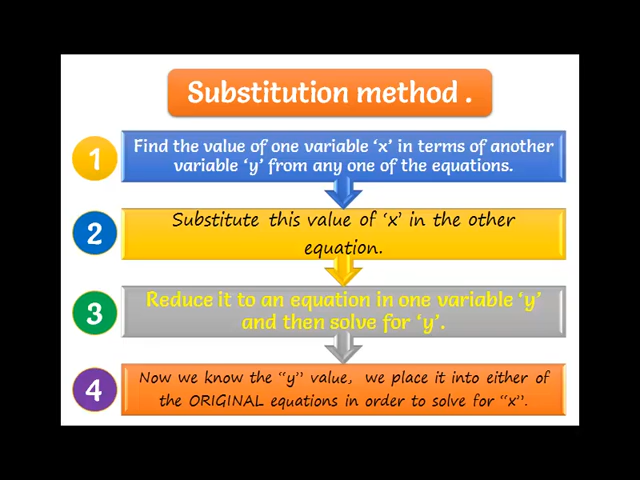 Substitution method .
1
Find the value of one variable ‘x’ in terms of another
variable ‘y’ from any one of the equations.
2
Substitute this value of ‘x’ in the other
equation.
3
Reduce it to an equation in one variable ‘y’
and then solve for ‘y’.
4
Now we know the “y” value, we place it into either of
the ORIGINAL equations in order to solve for “x”.